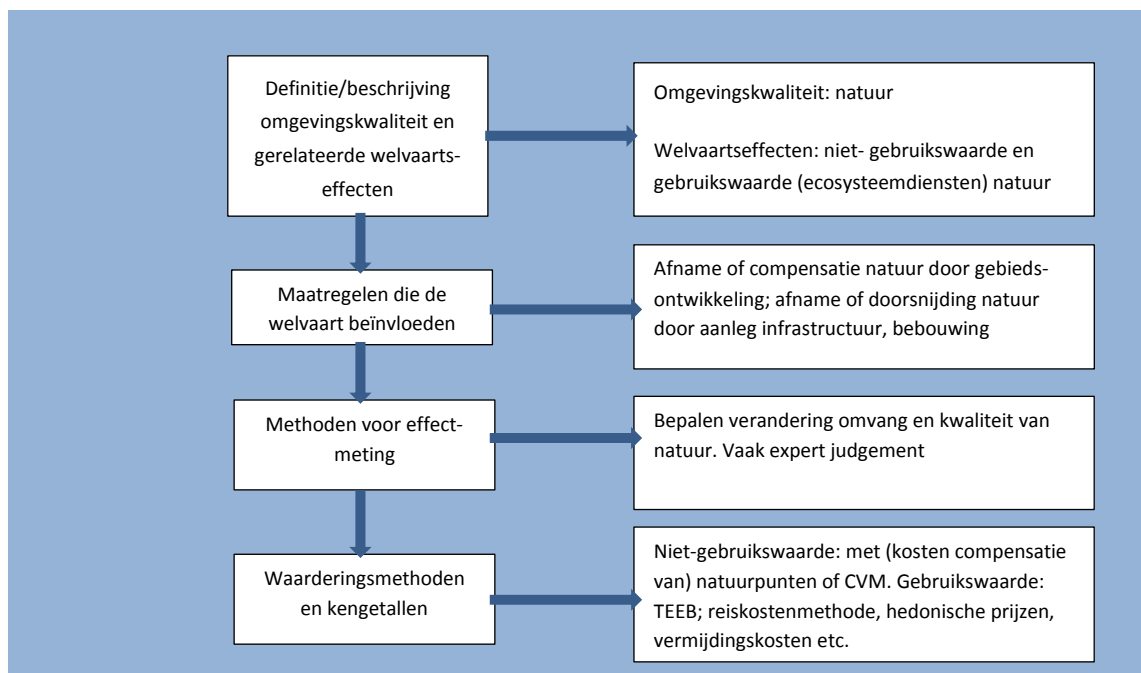 Definitie/beschrijving
omgevingskwaliteit en
gerelateerde welvaarts-
effecten
Omgevingskwaliteit: natuur
Welvaartseffecten: niet- gebruikswaarde en
gebruikswaarde (ecosysteemdiensten) natuur
Maatregelen die de
welvaart beïnvloeden
Afname of compensatie natuur door gebieds-
ontwikkeling; afname of doorsnijding natuur
door aanleg infrastructuur, bebouwing
Methoden voor effect-
meting
Bepalen verandering omvang en kwaliteit van
natuur. Vaak expert judgement
Waarderingsmethoden
en kengetallen
Niet-gebruikswaarde: met (kosten compensatie
van) natuurpunten of CVM. Gebruikswaarde:
TEEB; reiskostenmethode, hedonische prijzen,
vermijdingskosten etc.